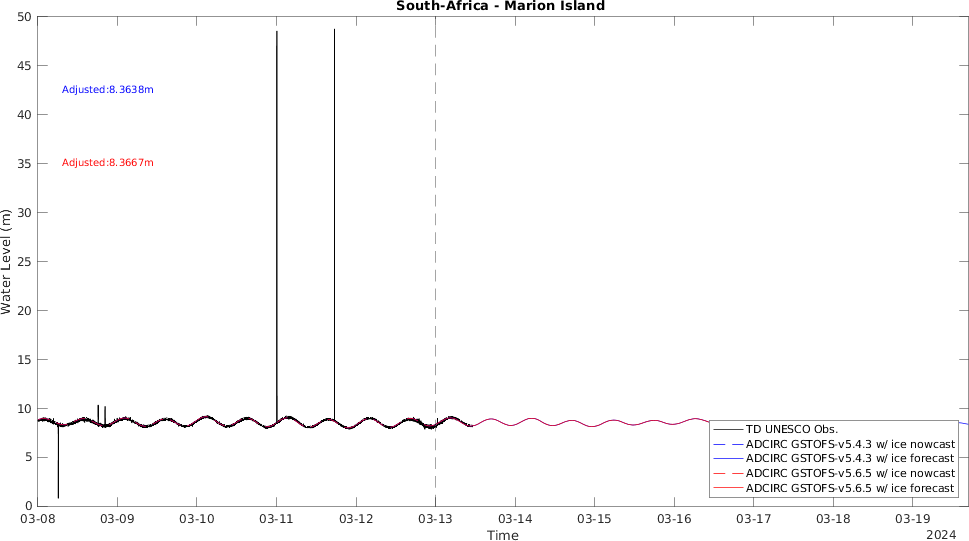 South-Africa - Marion Island
50
45
40
35
30
25
20
15
10
5
0
Water Level (m)
Adjusted:8.3638m
Adjusted:8.3667m
TD UNESCO Obs.
ADCIRC GSTOFS-v5.4.3 w/ ice nowcast
ADCIRC GSTOFS-v5.4.3 w/ ice forecast
ADCIRC GSTOFS-v5.6.5 w/ ice nowcast
ADCIRC GSTOFS-v5.6.5 w/ ice forecast
03-08 03-09 03-10 03-11 03-12 03-13 03-14 03-15 03-16 03-17 03-18 03-19
Time
2024